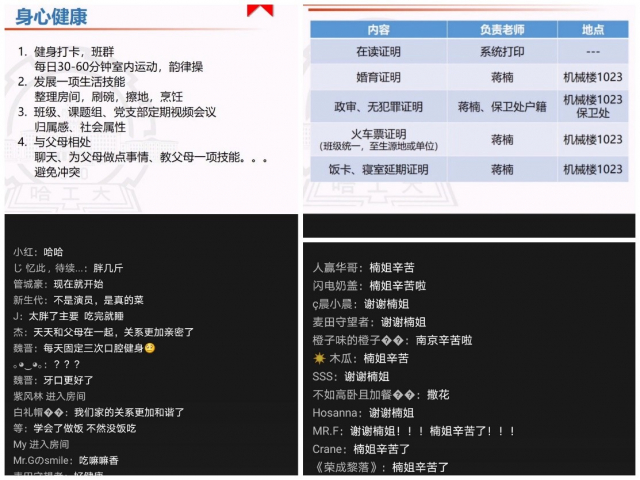 身心健康
1. 健身打卡，班群
每日30-60分钟室内运动，韵律操
2. 发展一项生活技能
整理房间，刷碗，擦地，烹饪
3. 班级、课题组、党支部定期视频会议
归属感、社会属性
4. 与父母相处
聊天、为父母做点事情、教父母一项技能。。。
避免冲突
哈工大
小红：哈哈
じ 忆此，待续...：胖几斤
管城豪：现在就开始
新生代：不是演员，是真的菜
J：太胖了主要 吃完就睡
杰：天天和父母在一起，关系更加亲密了
魏晋：每天固定三次口腔健身
｡◕‿◕｡：？？？
魏晋：牙口更好了
紫风林 进入房间
白礼帽��：我们家的关系更加和谐了
等：学会了做饭 不然没饭吃
My 进入房间
Mr.Gのsmile：吃嘛嘛香
麦田守望者：好健康
内容 负责老师 地点
在读证明 系统打印 ---
婚育证明 蒋楠 机械楼1023
政审、无犯罪证明 蒋楠、保卫处户籍 机械楼1023
保卫处
火车票证明
(班级统一，至生源地或单位) 蒋楠 机械楼1023
饭卡、寝室延期证明 蒋楠 机械楼1023
人赢华哥：楠姐辛苦
闪电奶盖：楠姐辛苦啦
ç晨小晨：谢谢楠姐
麦田守望者：谢谢楠姐
橙子味的橙子��：南京辛苦啦
木瓜：楠姐辛苦
SSS：谢谢楠姐
不如高卧且加餐��：撒花
Hosanna：谢谢楠姐
MR.F：谢谢楠姐！！！楠姐辛苦了！！！
Crane：楠姐辛苦了
《荣成黎落》：楠姐辛苦了